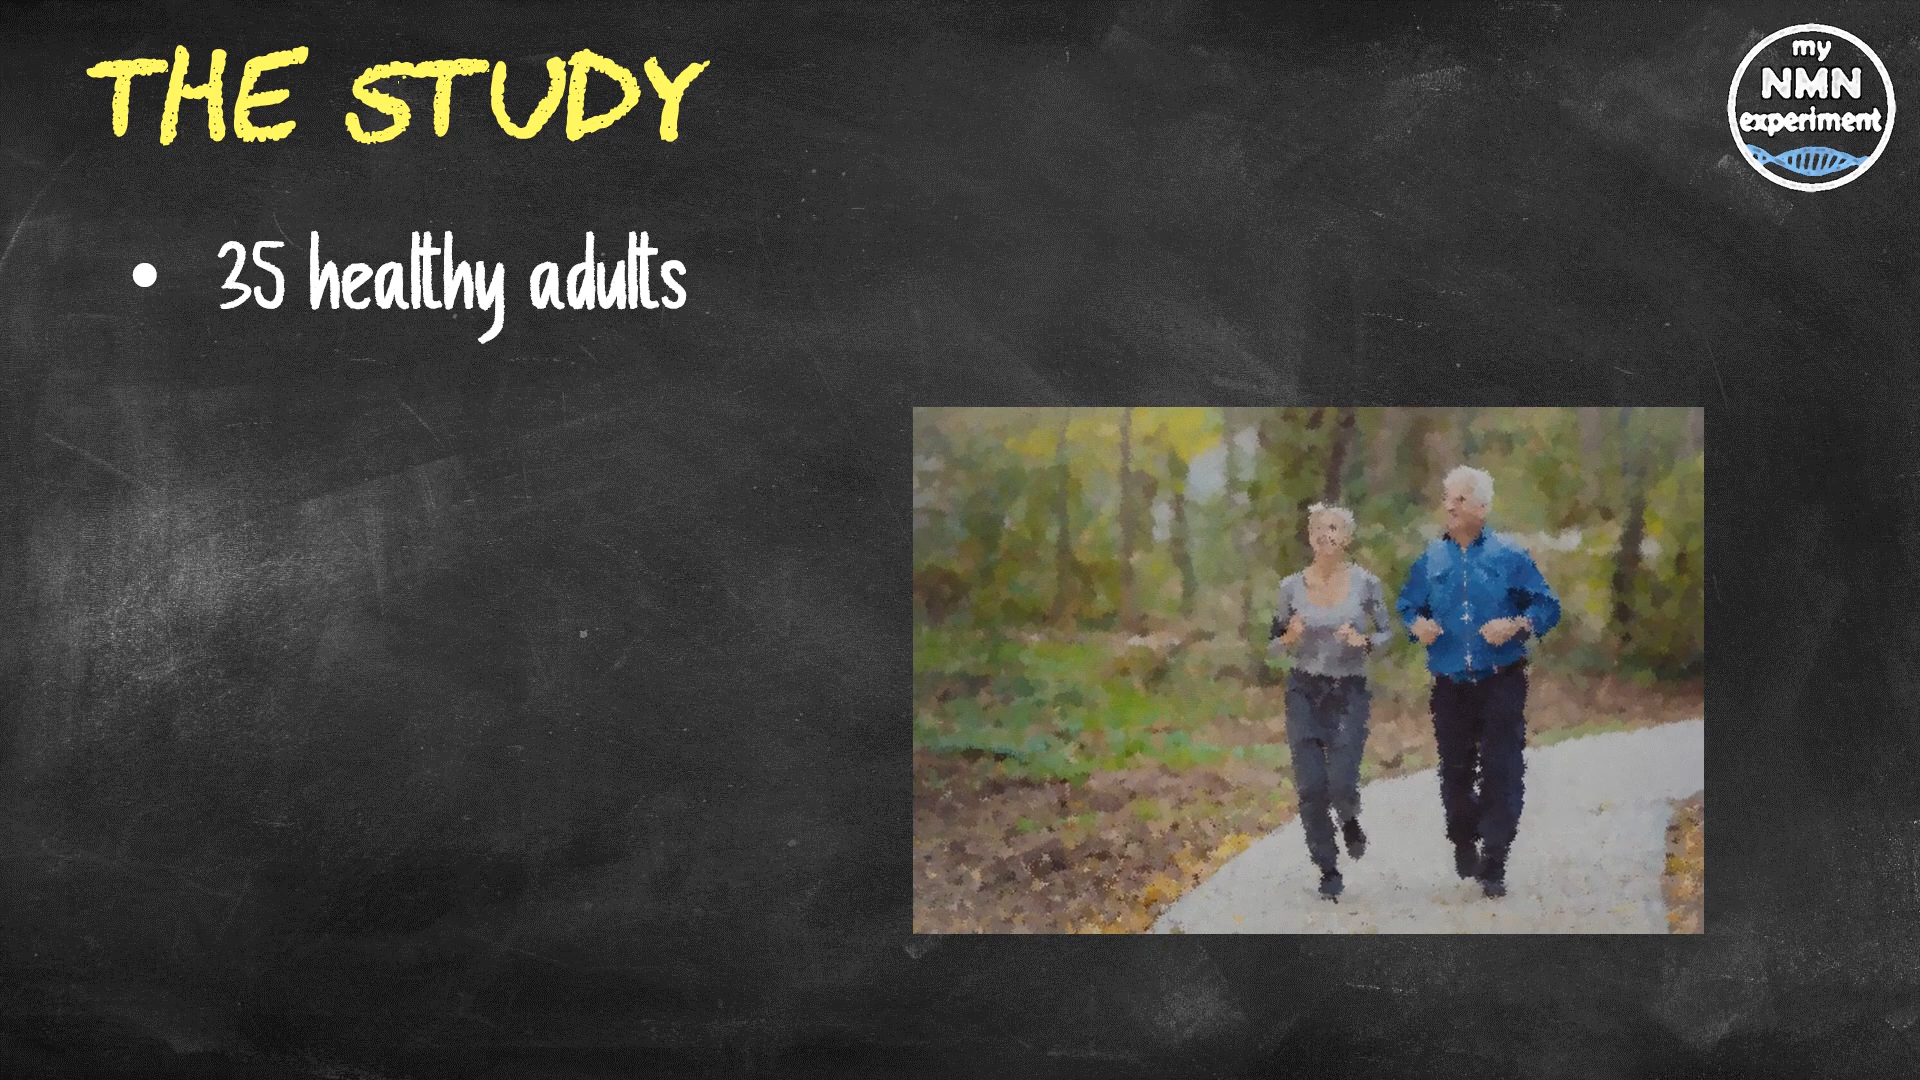 THE STUDY
my
NMN
experiment
• 35 healthy adults